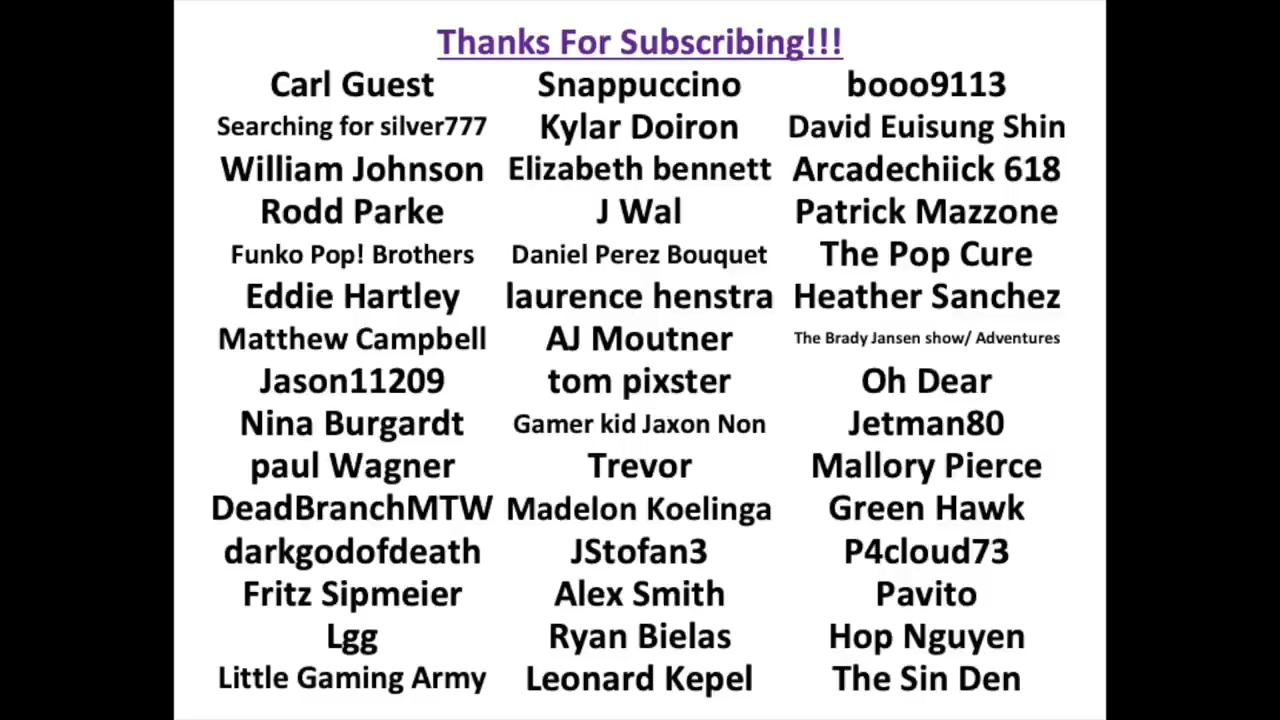 Thanks For Subscribing!!!
Carl Guest Snappuccino booo9113
Searching for silver777 Kylar Doiron David Euisung Shin
William Johnson Elizabeth bennett Arcadechiick 618
Rodd Parke J Wal Patrick Mazzone
Funko Pop! Brothers Daniel Perez Bouquet The Pop Cure
Eddie Hartley laurence henstra Heather Sanchez
Matthew Campbell AJ Moutner The Brady Jansen show/ Adventures
Jason11209 tom pixster Oh Dear
Nina Burgardt Gamer kid Jaxon Non Jetman80
paul Wagner Trevor Mallory Pierce
DeadBranchMTW Madelon Koelinga Green Hawk
darkgodofdeath JStofan3 P4cloud73
Fritz Sipmeier Alex Smith Pavito
Lgg Ryan Bielas Hop Nguyen
Little Gaming Army Leonard Kepel The Sin Den